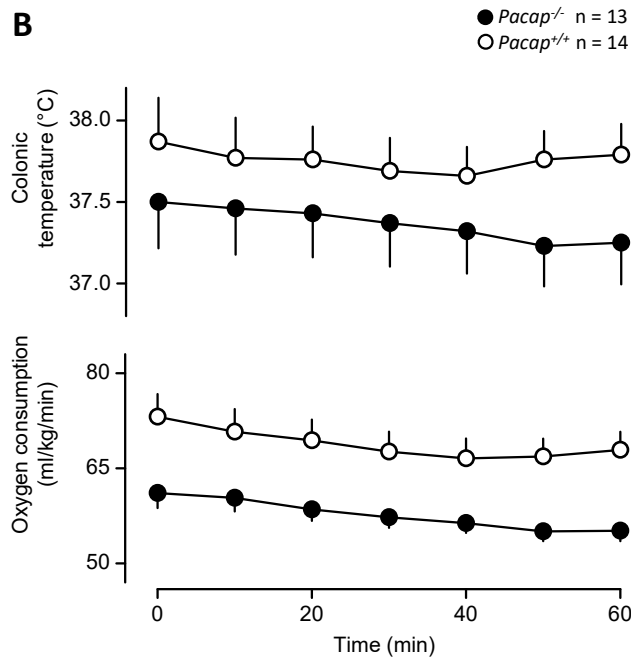 B
Pacap-/- n = 13
Pacap+/+ n = 14
Colonic
temperature (°C)
38.0
37.5
37.0
Oxygen consumption
(ml/kg/min)
80
65
50
0 20 40 60
Time (min)